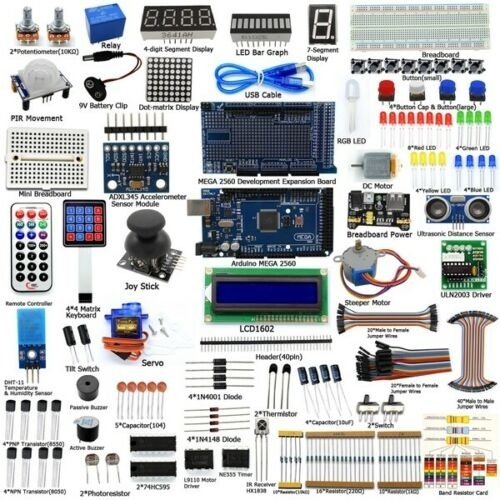 2*Potentiometer(10KΩ)
Relay
3641AH
4-digit Segment Display
LED Bar Graph
7-Segment
Display
Breadboard
Button(small)
PIR Movement
9V Battery Clip
Dot-matrix Display
USB Cable
RGB LED
4*Button Cap & Button(large)
8*Red LED
4*Green LED
Mini Breadboard
ADXL345 Accelerometer
Sensor Module
MEGA 2560 Development Expansion Board
DC Motor
4*Yellow LED
4*Blue LED
Breadboard Power
Ultrasonic Distance Sensor
Remote Controller
4*4 Matrix
Keyboard
Joy Stick
MEGA
Arduino MEGA 2560
LCD1602
Steeper Motor
ULN2003 Driver
DHT-11
Temperature
& Humidity Sensor
Tilt Switch
Servo
Header(40pin)
20*Male to Female
Jumper Wires
20*Female to Female
Jumper Wires
40*Male to Male
Jumper Wires
Passive Buzzer
5*Capacitor(104)
4*1N4001 Diode
2*Thermistor
4*Capacitor(10uF)
2*Switch
4*PNP Transistor(8550)
Active Buzzer
4*1N4148 Diode
4*NPN Transistor(8050)
2*Photoresistor
2*74HC595
L9110 Motor
Driver
NE555 Timer
IR Receiver
HX1838
10*Resistor(10KΩ)
16*Resistor(220Ω)
10*Resistor(1KΩ)
Band Resistor Card